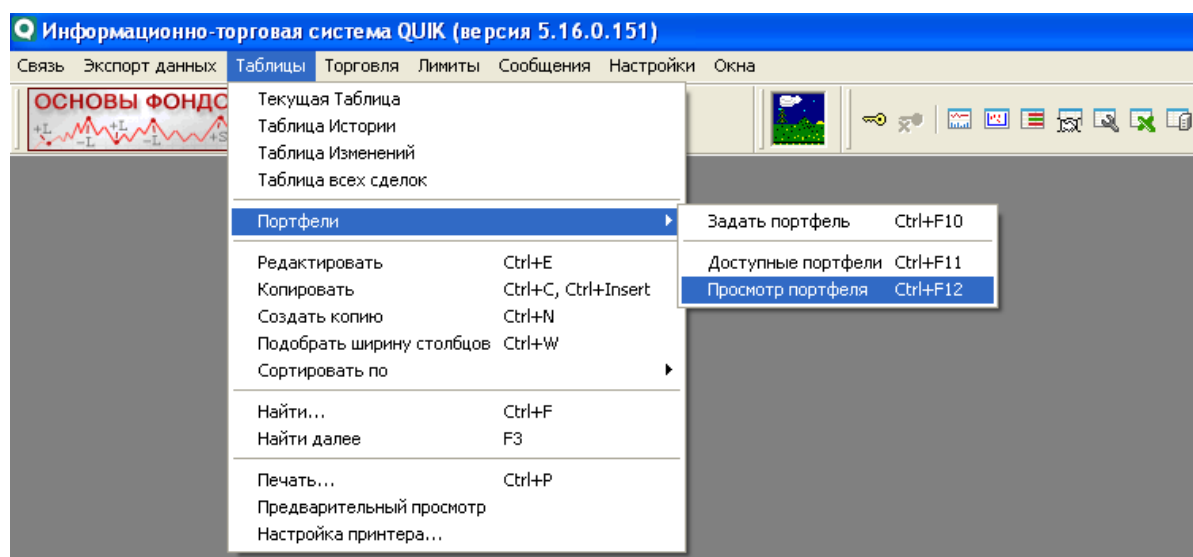 Информационно-торговая система QUIK (версия 5.16.0.151)
Связь Экспорт данных Таблицы Торговля Лимиты Сообщения Настройки Окна
ОСНОВЫ ФОНДО
+L -L +L -L +S
Текущая Таблица
Таблица Истории
Таблица Изменений
Таблица всех сделок
Портфели
Задать портфель Ctrl+F10
Доступные портфели Ctrl+F11
Просмотр портфеля Ctrl+F12
Редактировать Ctrl+E
Копировать Ctrl+C, Ctrl+Insert
Создать копию Ctrl+N
Подобрать ширину столбцов Ctrl+W
Сортировать по
Найти... Ctrl+F
Найти далее F3
Печать... Ctrl+P
Предварительный просмотр
Настройка принтера...